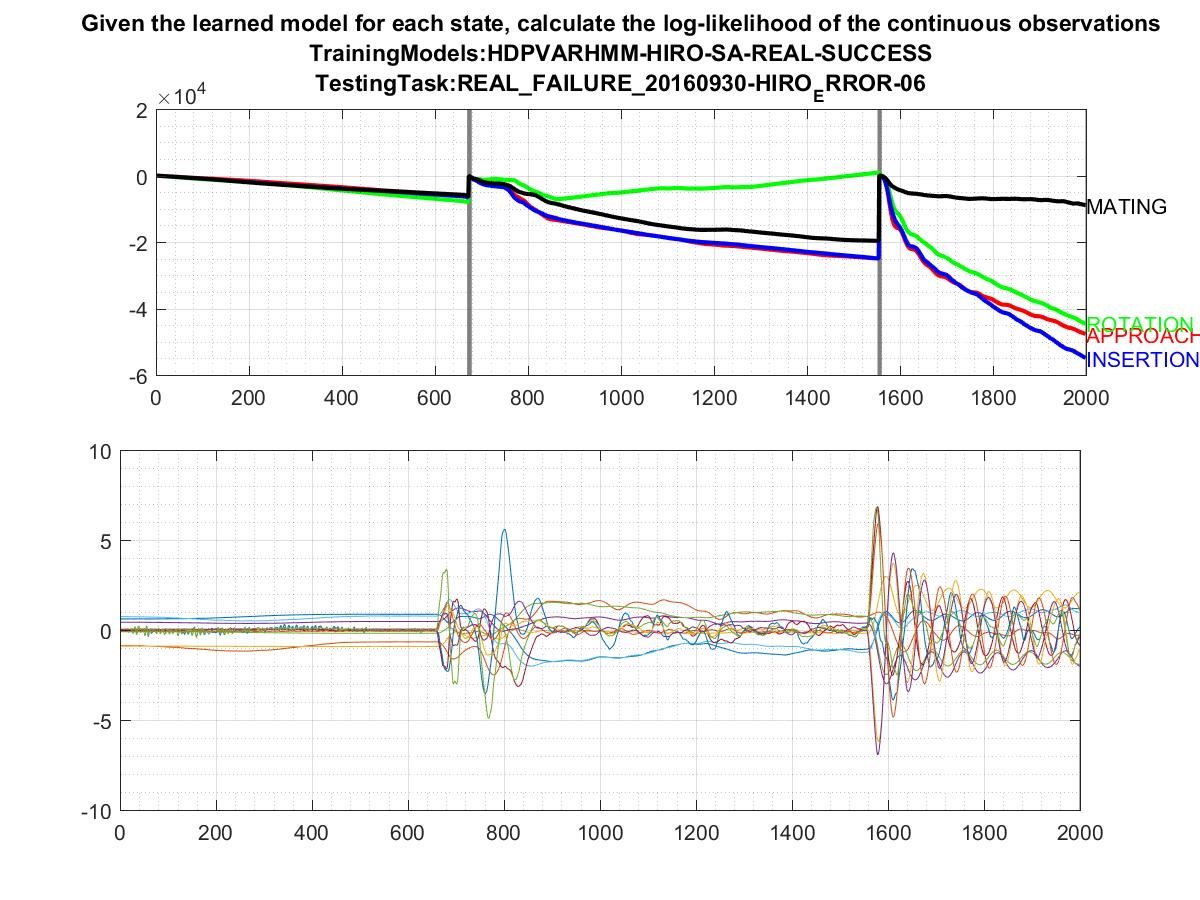 Given the learned model for each state, calculate the log-likelihood of the continuous observations
TrainingModels:HDPVARHMM-HIRO-SA-REAL-SUCCESS
TestingTask:REAL_FAILURE_20160930-HIRO_ERROR-06
×10^4
2
0
-2
-4
-6
MATING
ROTATION
APPROACH
INSERTION
0 200 400 600 800 1000 1200 1400 1600 1800 2000
10
5
0
-5
-10
0 200 400 600 800 1000 1200 1400 1600 1800 2000